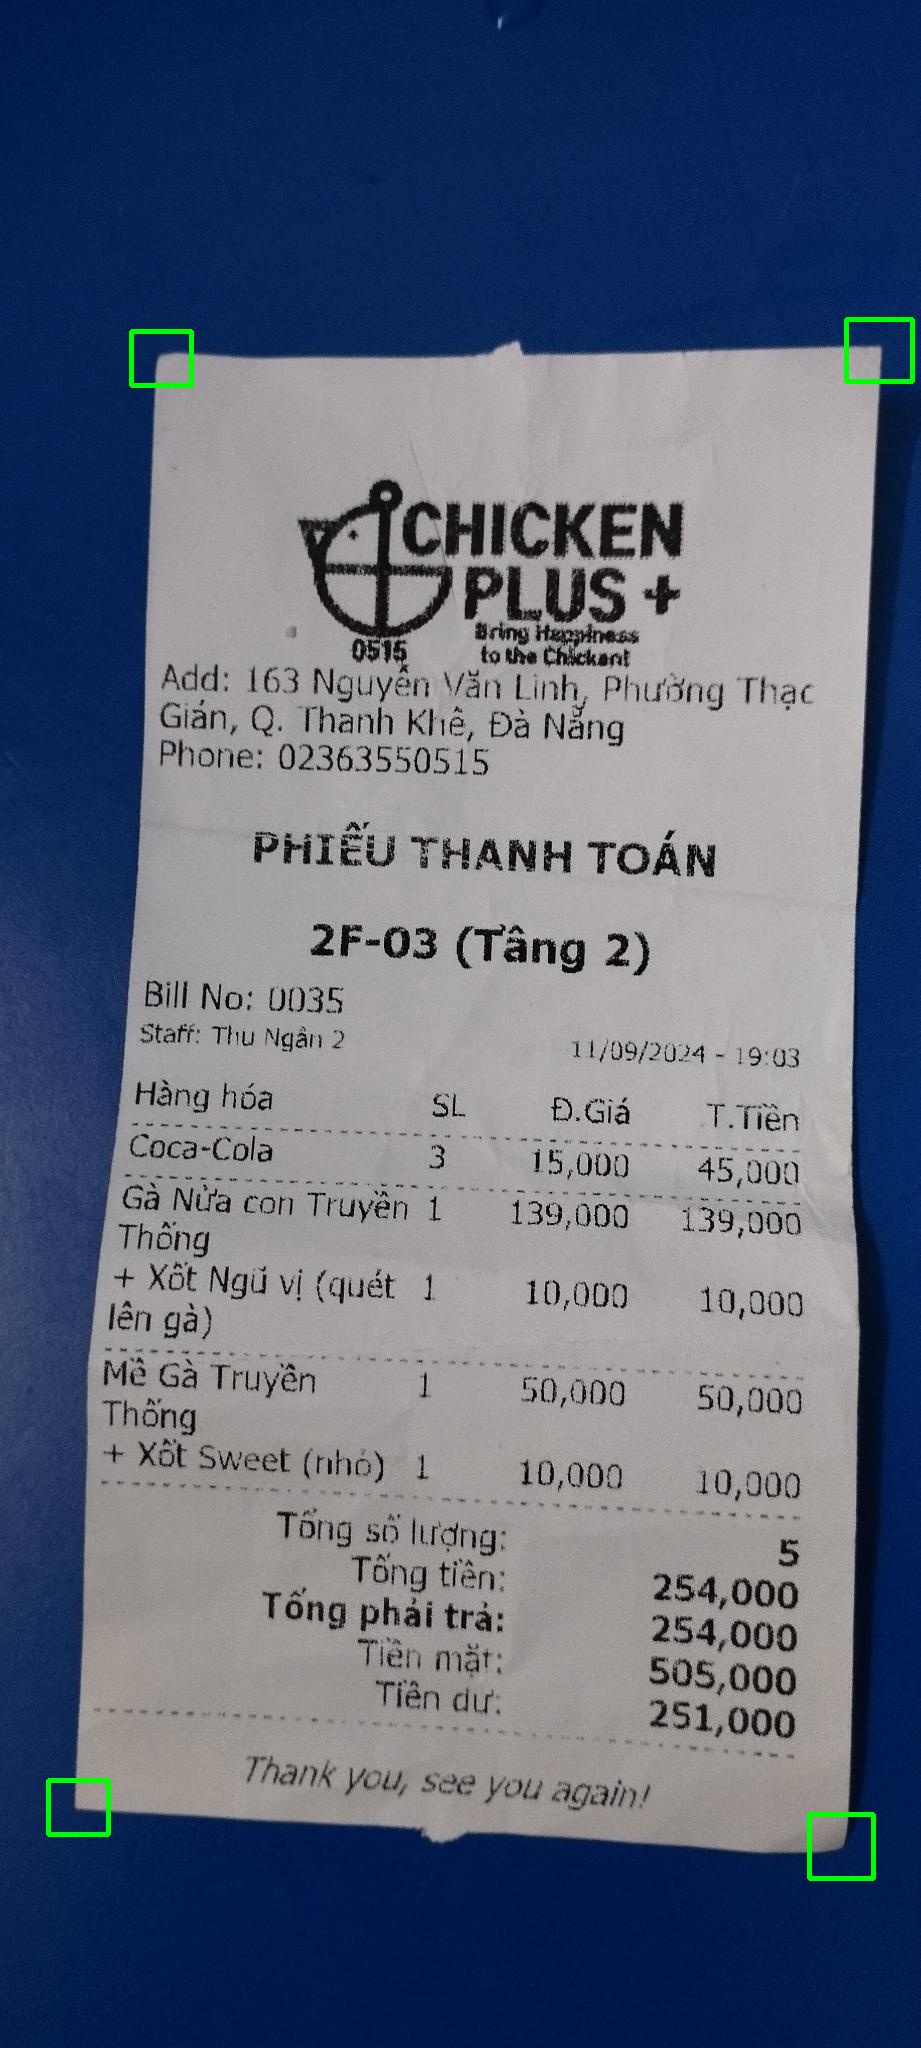 CHICKEN
PLUS +
Bring Happiness
to the Chickent
0515
Add: 163 Nguyễn Văn Linh, Phường Thạc
Gián, Q. Thanh Khê, Đà Nẵng
Phone: 02363550515
PHIẾU THANH TOÁN
2F-03 (Tầng 2)
Bill No: 0035
Staff: Thu Ngân 2 11/09/2024 - 19:03
Hàng hóa SL Đ.Giá T.Tiền
Coca-Cola 3 15,000 45,000
Gà Nửa con Truyền 1 139,000 139,000
Thống
+ Xốt Ngũ vị (quét 1 10,000 10,000
lên gà)
Mề Gà Truyền 1 50,000 50,000
Thống
+ Xốt Sweet (nhỏ) 1 10,000 10,000
Tổng số lượng: 5
Tổng tiền: 254,000
Tổng phải trả: 254,000
Tiền mặt: 505,000
Tiền dư: 251,000
Thank you, see you again!